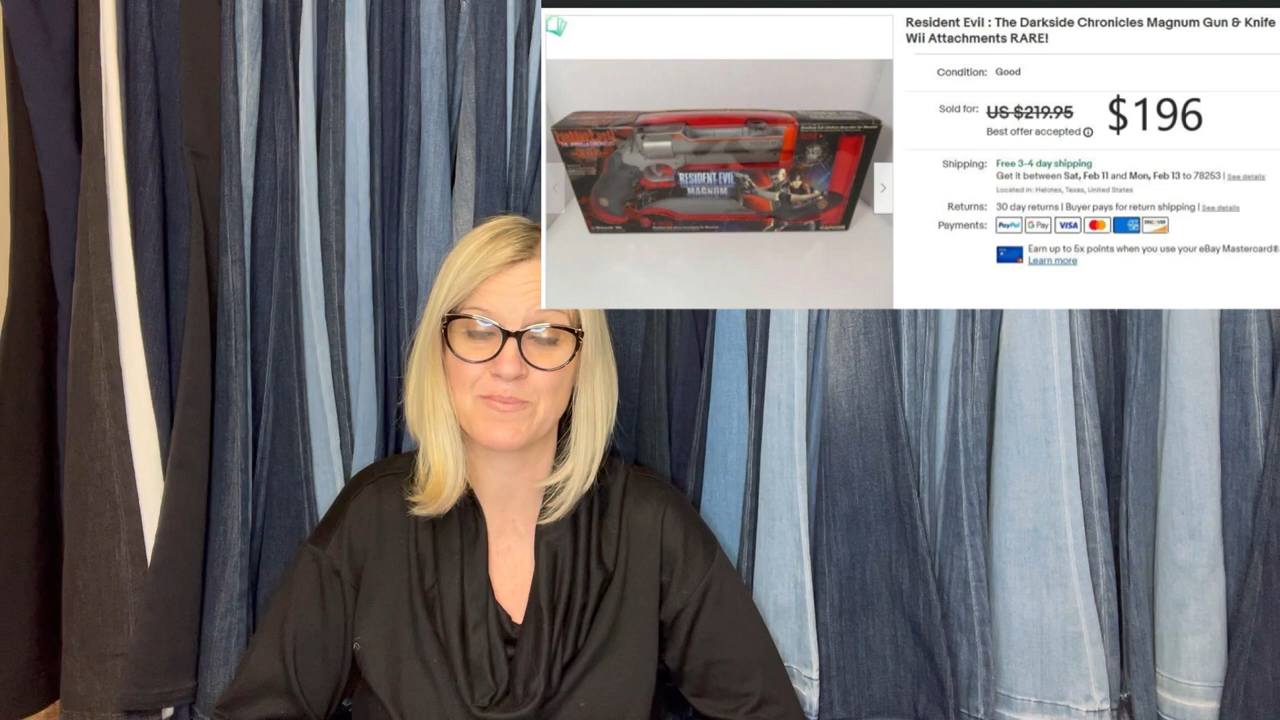 Resident Evil : The Darkside Chronicles Magnum Gun & Knife
Wii Attachments RARE!
Condition: Good
Sold for: US $219.95 $196
Best offer accepted
Shipping: Free 3-4 day shipping
Get it between Sat, Feb 11 and Mon, Feb 13 to 78253 | See details
Located in: Helotes, Texas, United States
Returns: 30 day returns | Buyer pays for return shipping | See details
Payments: PayPal G Pay VISA DISCOVER
Earn up to 5x points when you use your eBay Mastercard®
Learn more
RESIDENT EVIL
MAGNUM